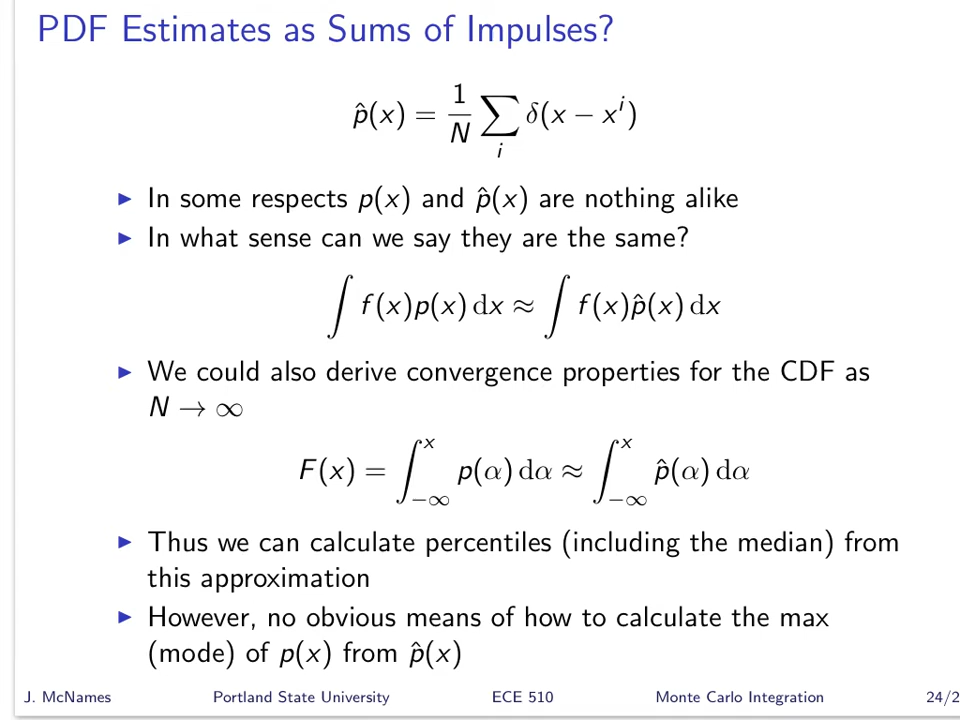 PDF Estimates as Sums of Impulses?
p̂(x) = 1/N ∑_i δ(x − x^i)
▶ In some respects p(x) and p̂(x) are nothing alike
▶ In what sense can we say they are the same?
∫ f(x)p(x) dx ≈ ∫ f(x)p̂(x) dx
▶ We could also derive convergence properties for the CDF as
N → ∞
F(x) = ∫_{−∞}^{x} p(α) dα ≈ ∫_{−∞}^{x} p̂(α) dα
▶ Thus we can calculate percentiles (including the median) from
this approximation
▶ However, no obvious means of how to calculate the max
(mode) of p(x) from p̂(x)
J. McNames Portland State University ECE 510 Monte Carlo Integration 24/2